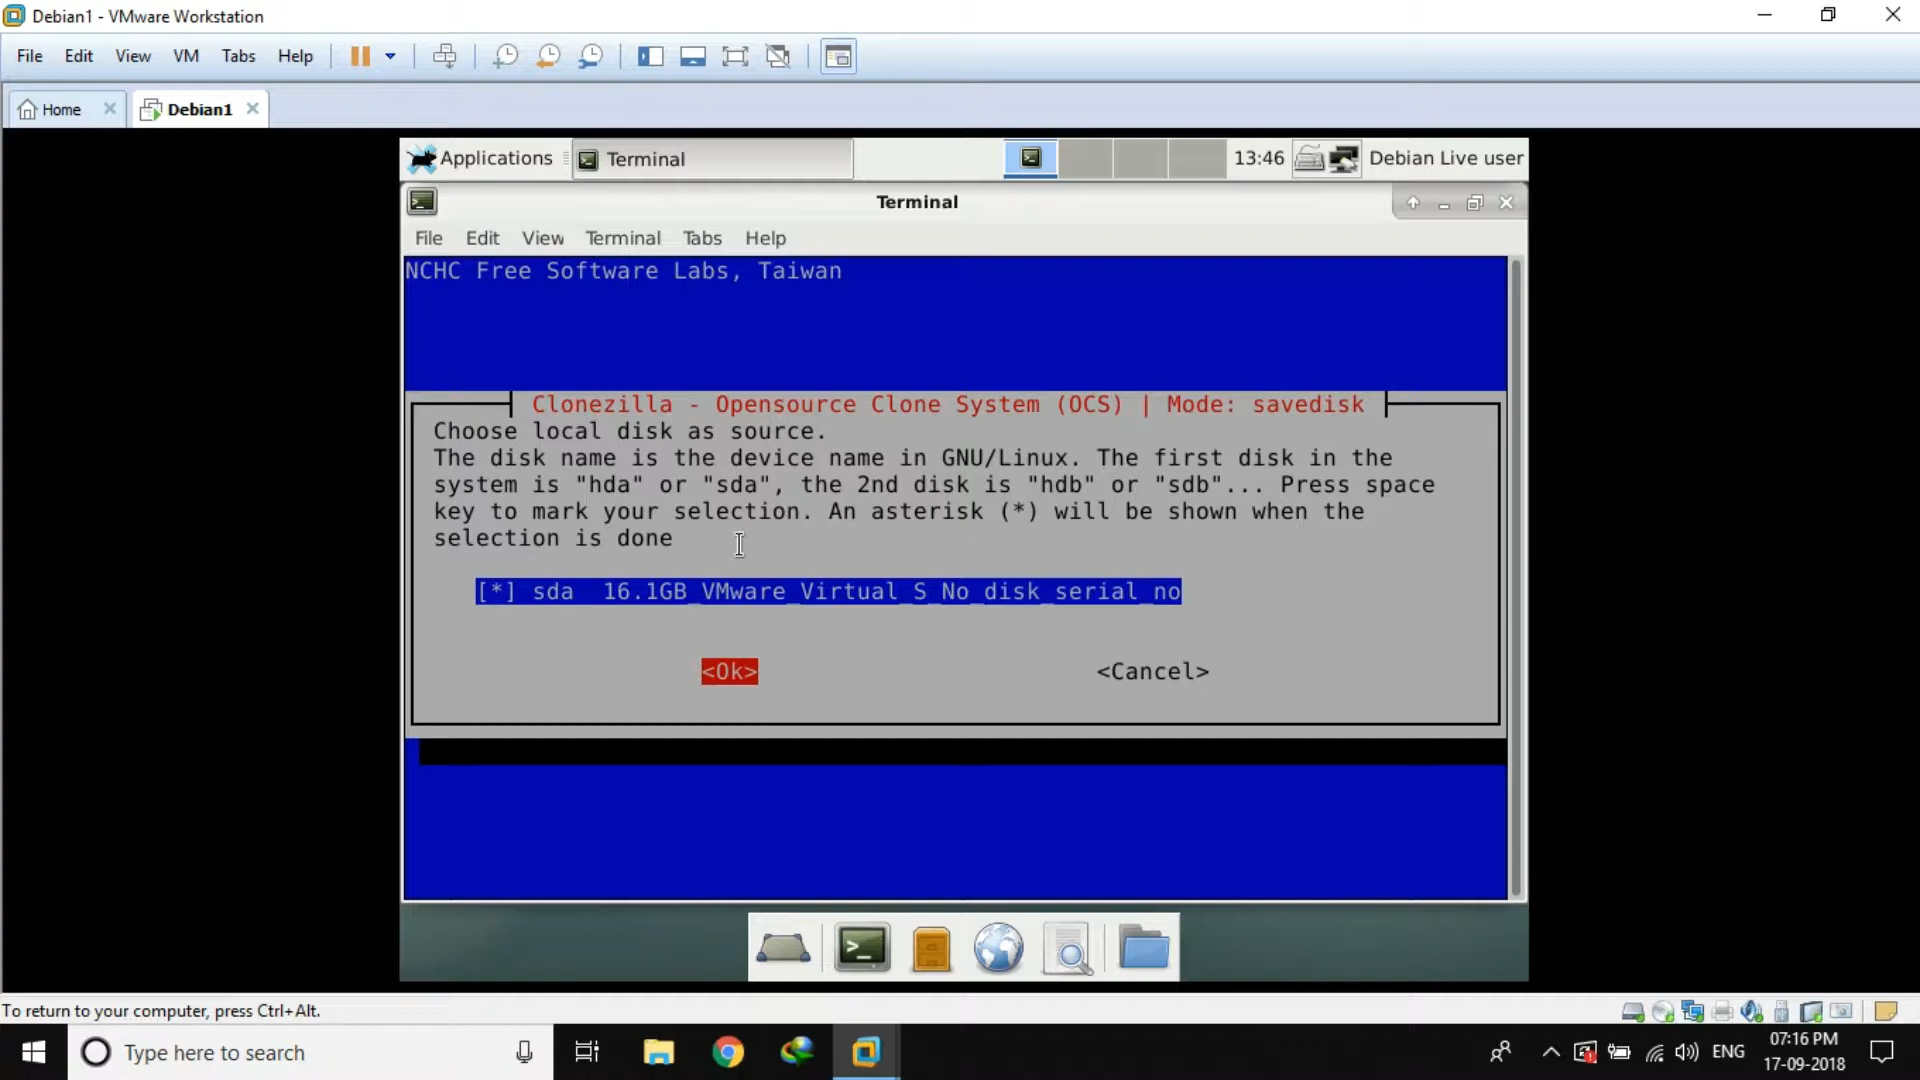 Debian1 - VMware Workstation
File Edit View VM Tabs Help
Home Debian1
Applications Terminal 13:46 Debian Live user
Terminal
File Edit View Terminal Tabs Help
NCHC Free Software Labs, Taiwan
Clonezilla - Opensource Clone System (OCS) | Mode: savedisk
Choose local disk as source.
The disk name is the device name in GNU/Linux. The first disk in the
system is "hda" or "sda", the 2nd disk is "hdb" or "sdb"... Press space
key to mark your selection. An asterisk (*) will be shown when the
selection is done
[*] sda 16.1GB_VMware_Virtual_S_No_disk_serial_no
<Ok> <Cancel>
To return to your computer, press Ctrl+Alt.
Type here to search
ENG
07:16 PM
17-09-2018